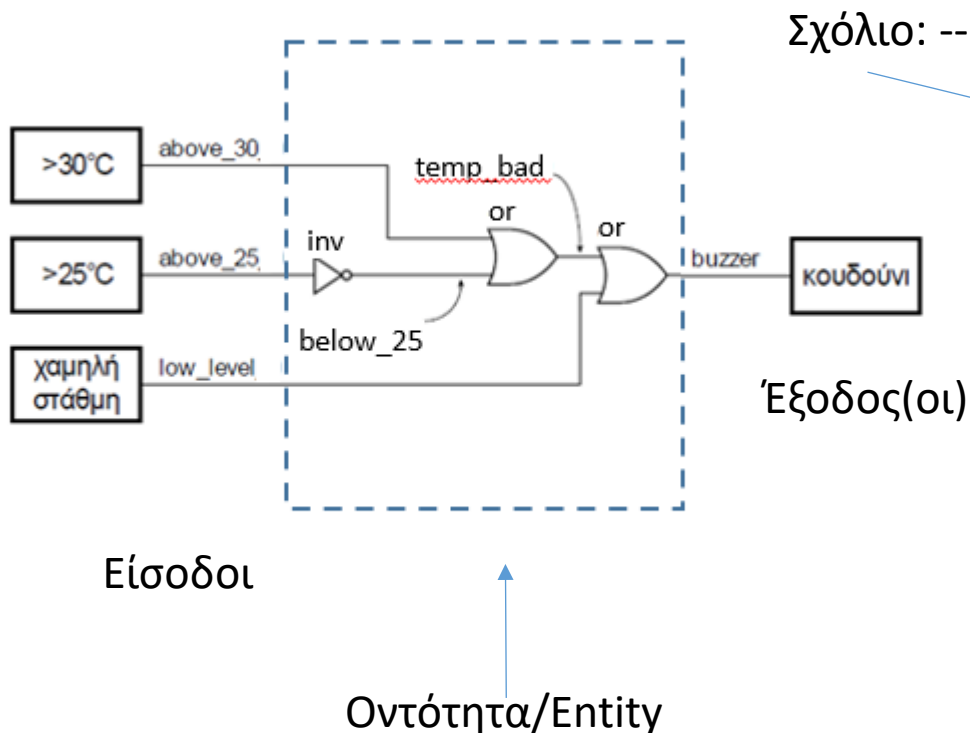 Σχόλιο: --
>30°C
above_30
temp_bad
or
or
inv
>25°C
above_25
buzzer
κουδούνι
below_25
χαμηλή
στάθμη
low_level
Έξοδος(οι)
Είσοδοι
Οντότητα/Entity